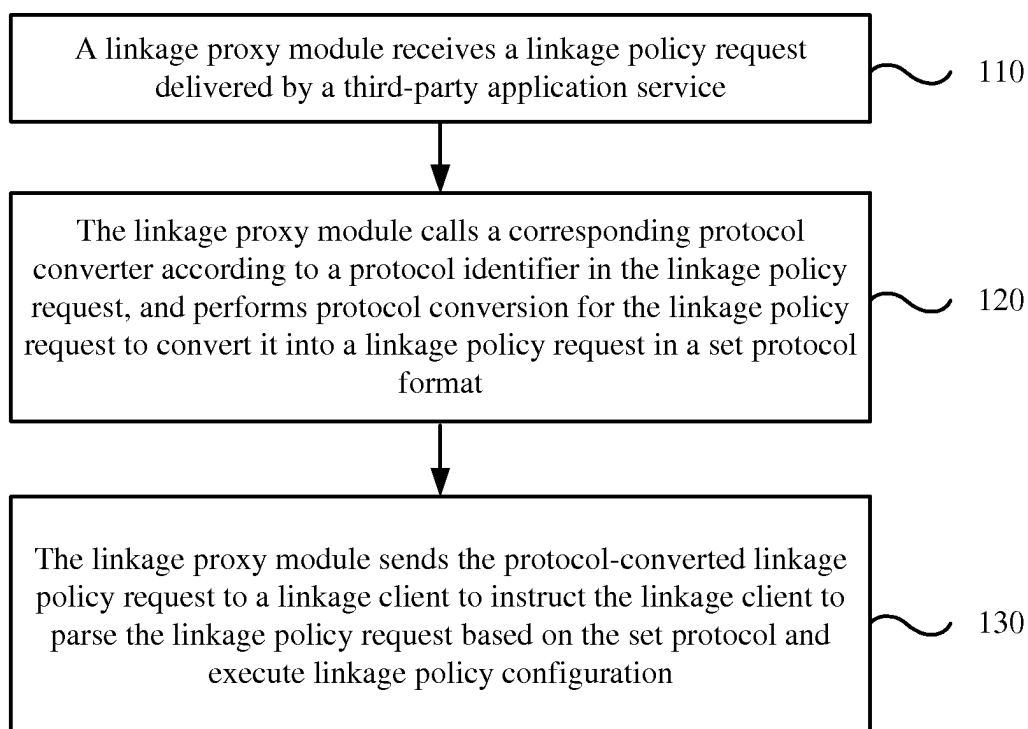 A linkage proxy module receives a linkage policy request
delivered by a third-party application service
110
The linkage proxy module calls a corresponding protocol
converter according to a protocol identifier in the linkage policy
request, and performs protocol conversion for the linkage policy
request to convert it into a linkage policy request in a set protocol
format
120
The linkage proxy module sends the protocol-converted linkage
policy request to a linkage client to instruct the linkage client to
parse the linkage policy request based on the set protocol and
execute linkage policy configuration
130